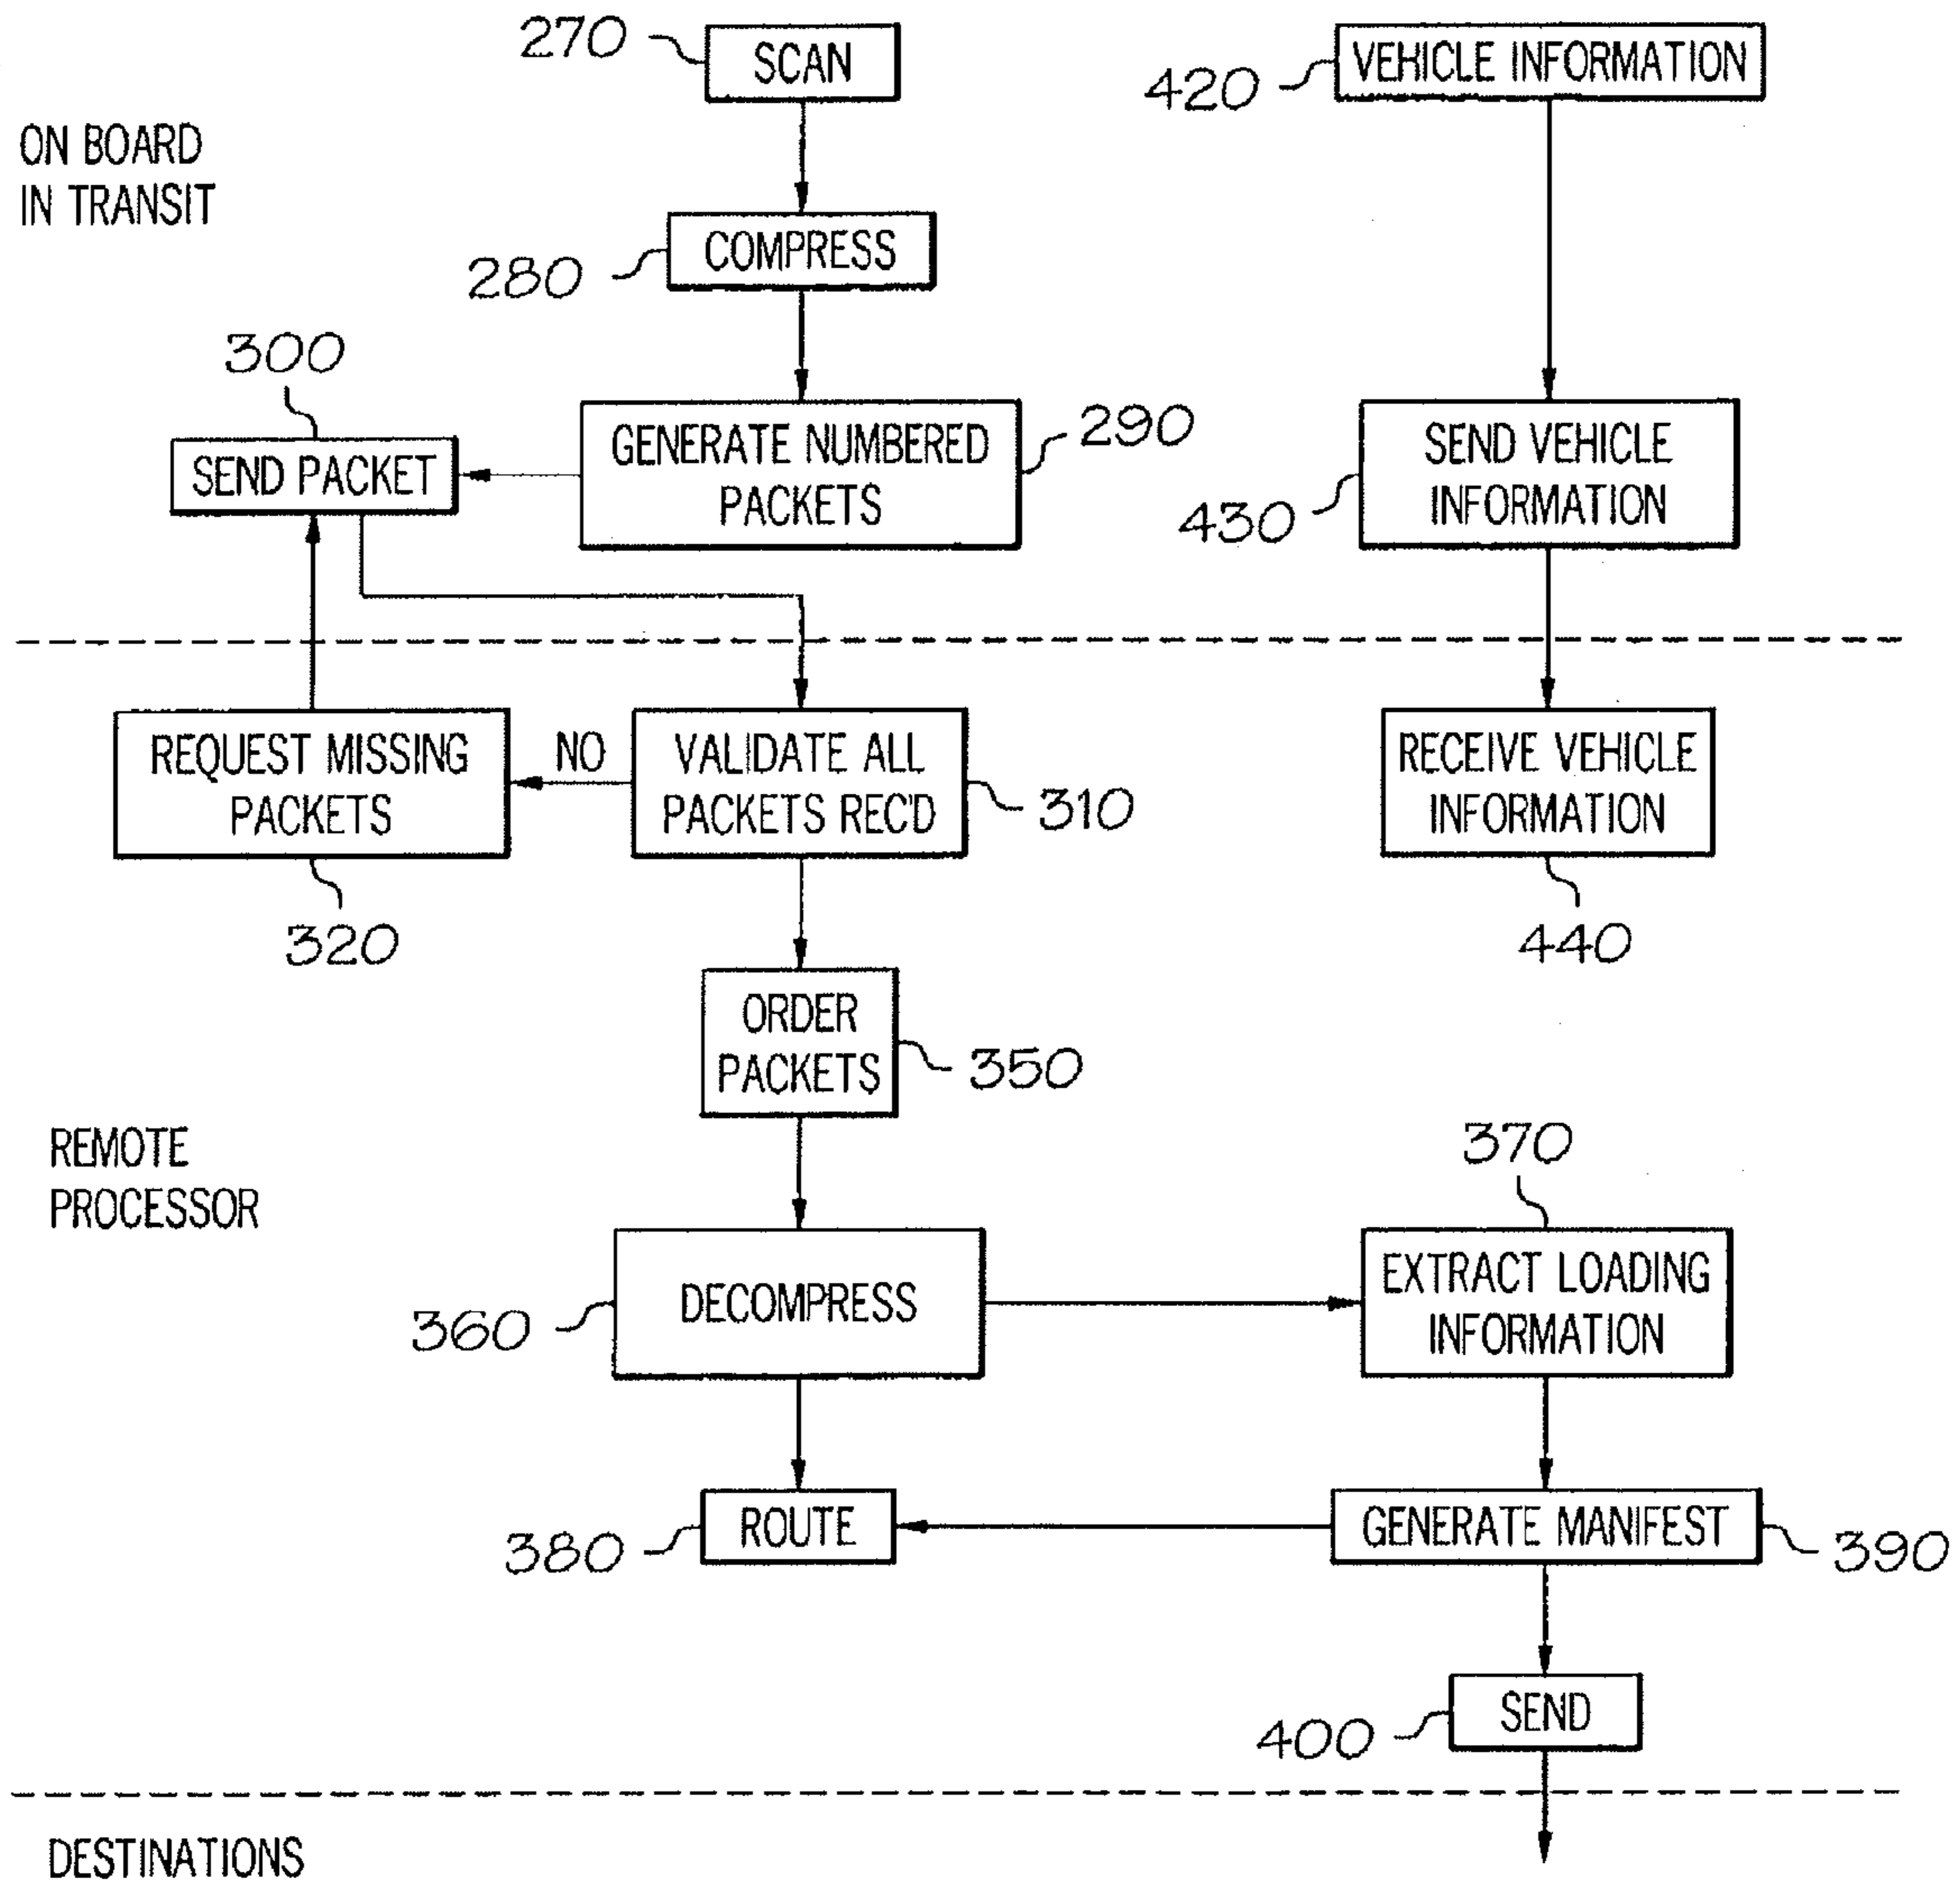 270
SCAN
420
VEHICLE INFORMATION
ON BOARD
IN TRANSIT
280
COMPRESS
300
SEND PACKET
GENERATE NUMBERED
PACKETS
290
SEND VEHICLE
INFORMATION
430
REQUEST MISSING
PACKETS
320
NO
VALIDATE ALL
PACKETS REC'D
310
RECEIVE VEHICLE
INFORMATION
440
ORDER
PACKETS
350
REMOTE
PROCESSOR
360
DECOMPRESS
370
EXTRACT LOADING
INFORMATION
380
ROUTE
GENERATE MANIFEST
390
400
SEND
DESTINATIONS